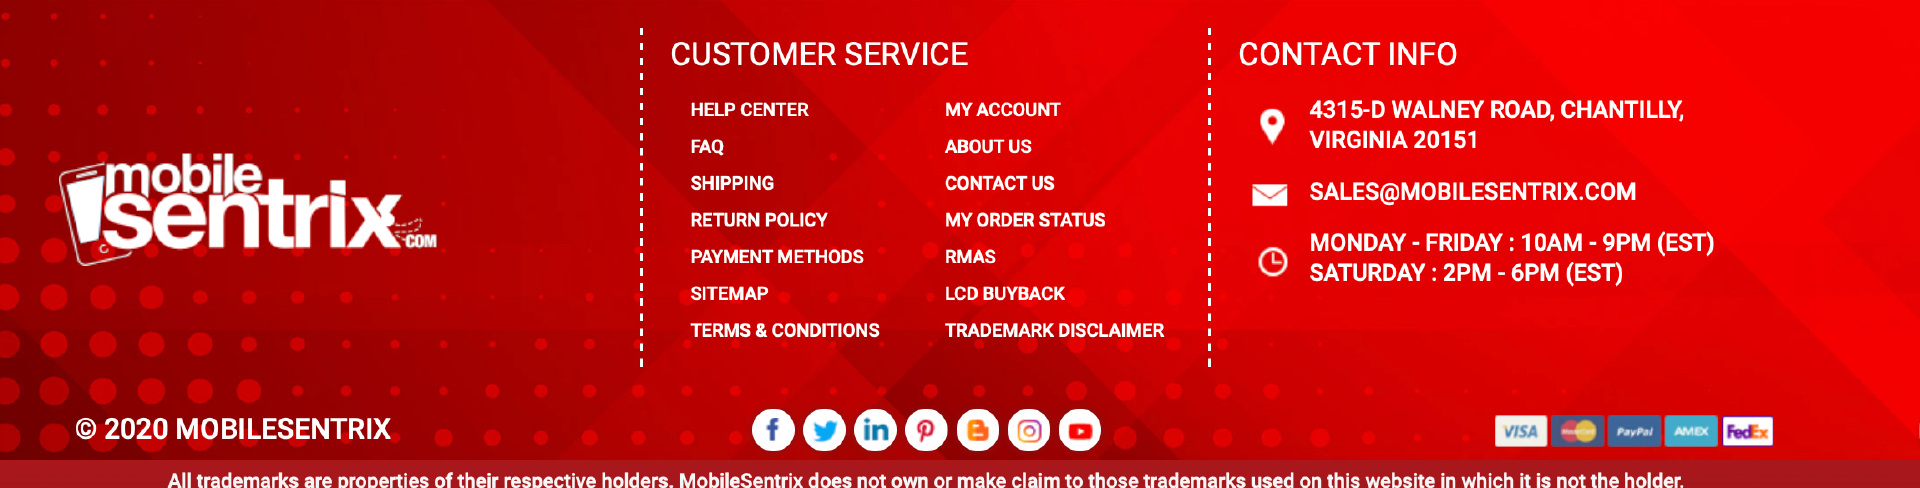 mobile
sentrix
.COM
CUSTOMER SERVICE
HELP CENTER
FAQ
SHIPPING
RETURN POLICY
PAYMENT METHODS
SITEMAP
TERMS & CONDITIONS
MY ACCOUNT
ABOUT US
CONTACT US
MY ORDER STATUS
RMAS
LCD BUYBACK
TRADEMARK DISCLAIMER
CONTACT INFO
4315-D WALNEY ROAD, CHANTILLY,
VIRGINIA 20151
SALES@MOBILESENTRIX.COM
MONDAY - FRIDAY : 10AM - 9PM (EST)
SATURDAY : 2PM - 6PM (EST)
© 2020 MOBILESENTRIX
VISA MasterCard PayPal AMEX FedEx
All trademarks are properties of their respective holders. MobileSentrix does not own or make claim to those trademarks used on this website in which it is not the holder.